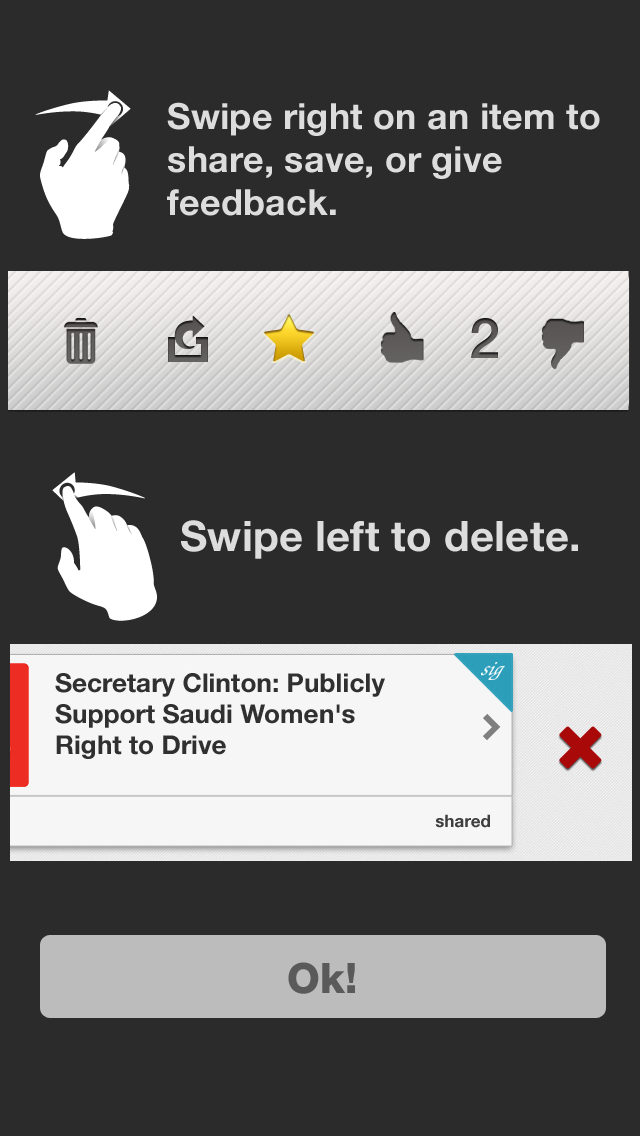 Swipe right on an item to
share, save, or give
feedback.
2
Swipe left to delete.
sig
Secretary Clinton: Publicly
Support Saudi Women's
Right to Drive
shared
Ok!